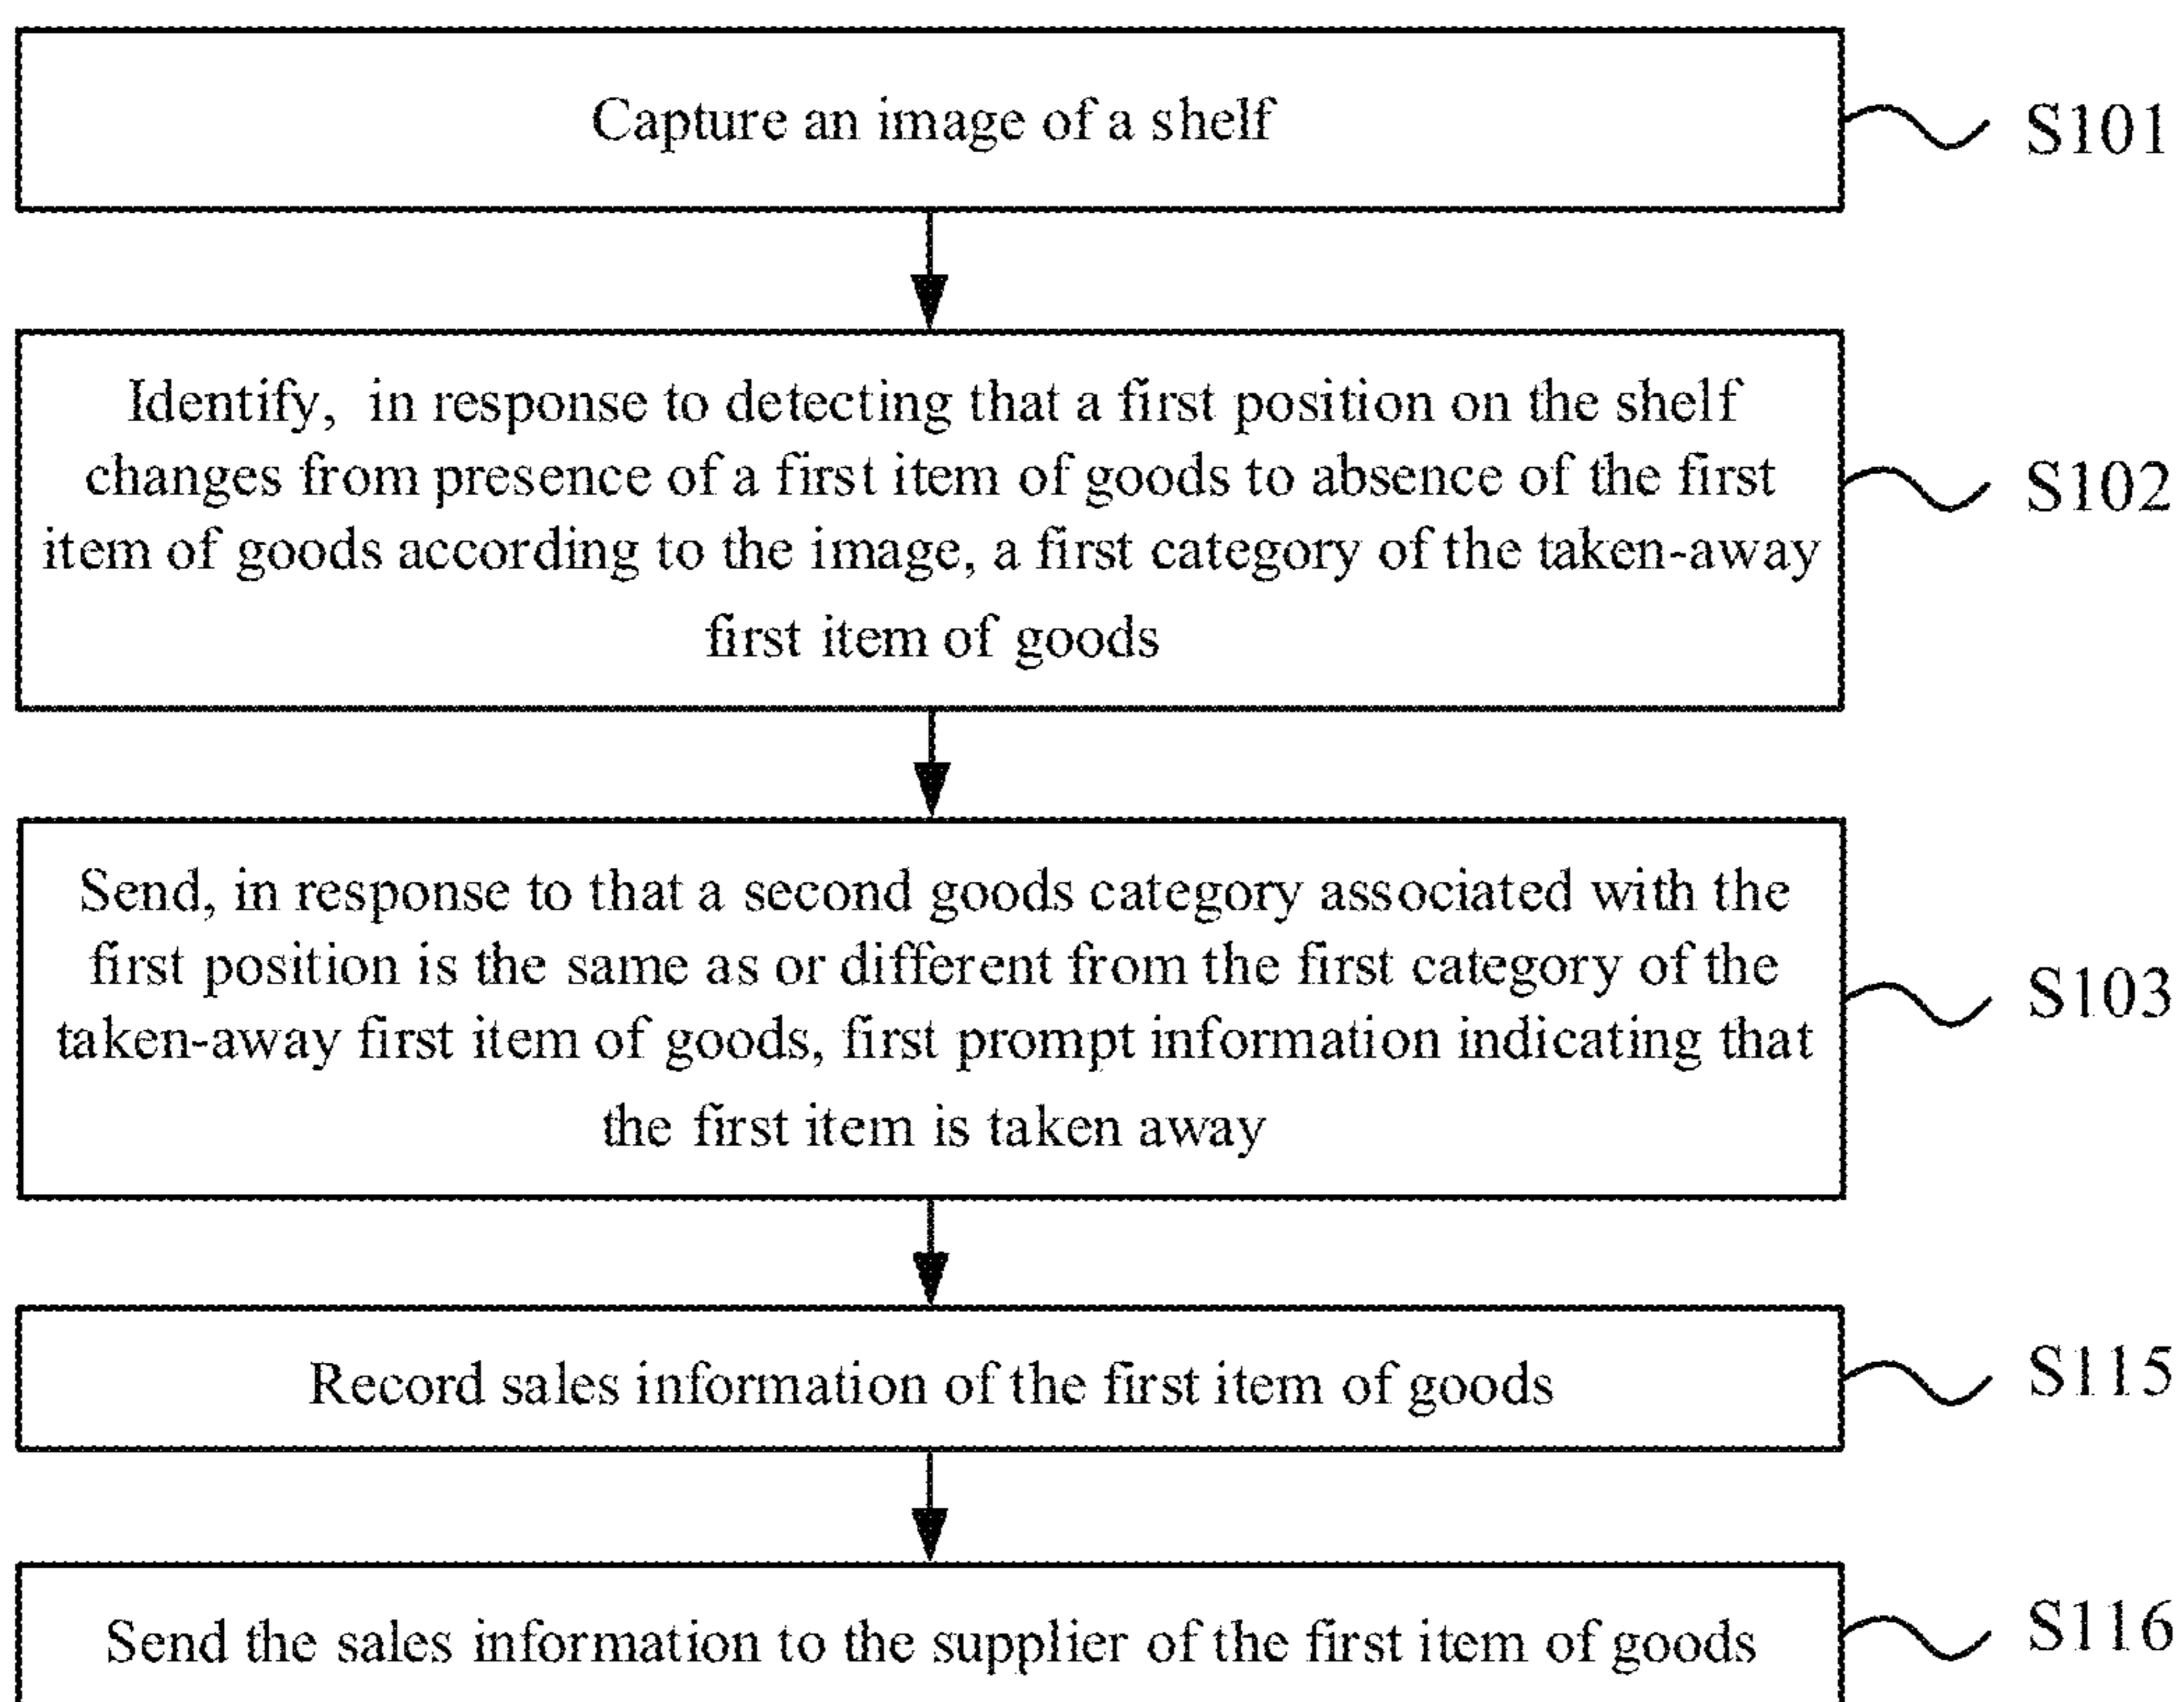 Capture an image of a shelf
S101
Identify, in response to detecting that a first position on the shelf
changes from presence of a first item of goods to absence of the first
item of goods according to the image, a first category of the taken-away
first item of goods
S102
Send, in response to that a second goods category associated with the
first position is the same as or different from the first category of the
taken-away first item of goods, first prompt information indicating that
the first item is taken away
S103
Record sales information of the first item of goods
S115
Send the sales information to the supplier of the first item of goods
S116